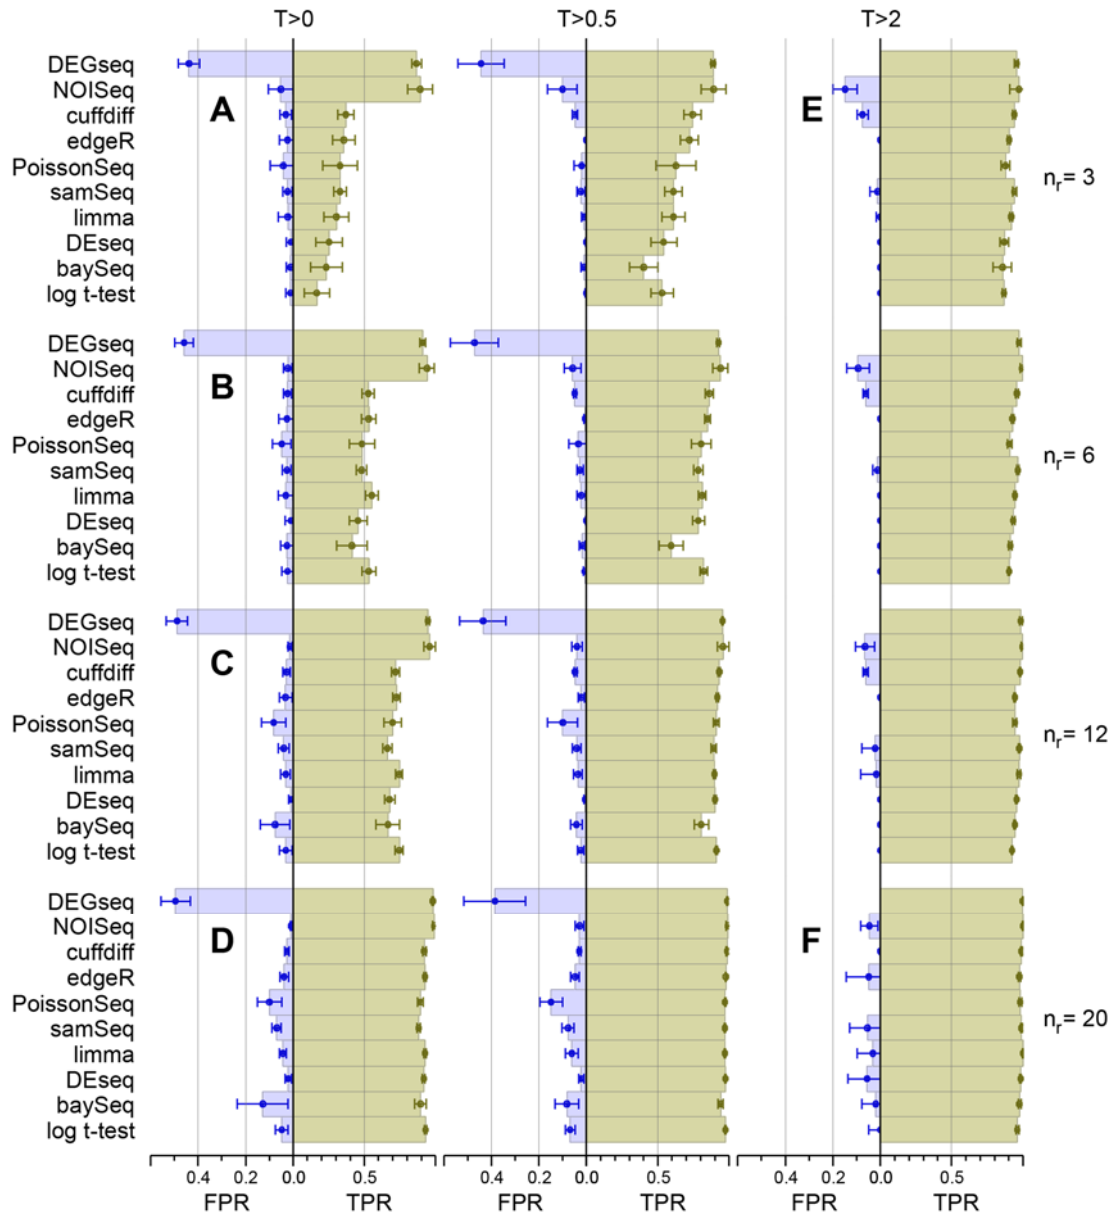 T>0 T>0.5 T>2
DEGseq
NOISeq
A E
cuffdiff
edgeR
PoissonSeq
nr= 3
samSeq
limma
DEseq
baySeq
log t-test
DEGseq
NOISeq
B
cuffdiff
edgeR
PoissonSeq
nr= 6
samSeq
limma
DEseq
baySeq
log t-test
DEGseq
NOISeq
C
cuffdiff
edgeR
PoissonSeq
nr= 12
samSeq
limma
DEseq
baySeq
log t-test
DEGseq
NOISeq
D F
cuffdiff
edgeR
PoissonSeq
nr= 20
samSeq
limma
DEseq
baySeq
log t-test
0.4 0.2 0.0 0.5 0.4 0.2 0.0 0.5 0.4 0.2 0.0 0.5
FPR TPR FPR TPR FPR TPR